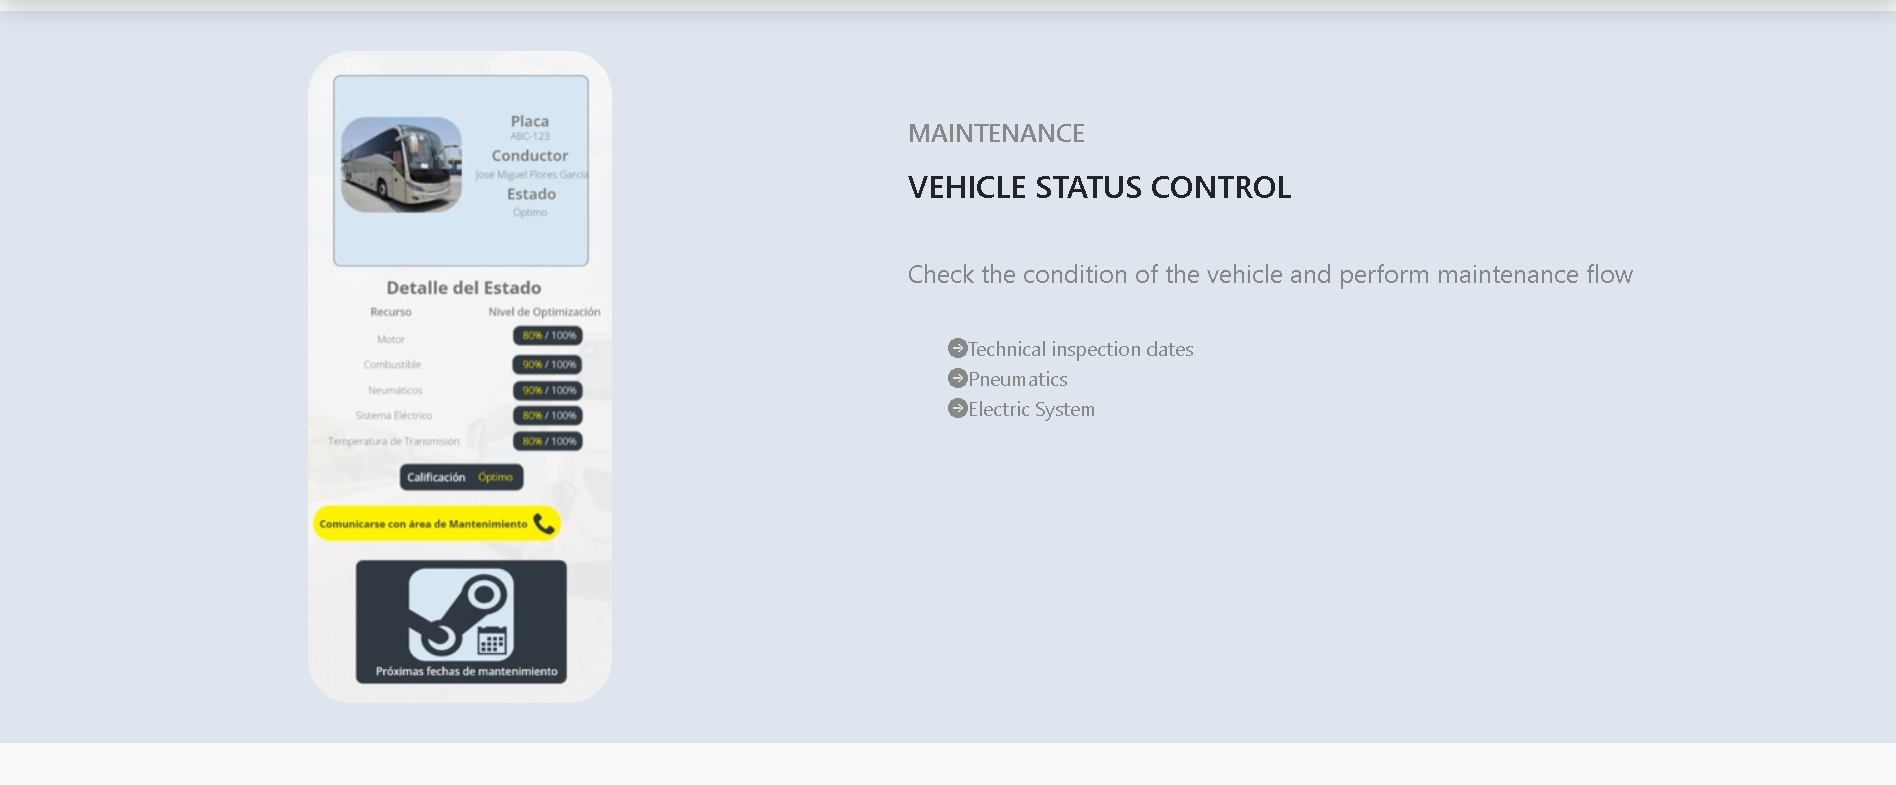 Placa
ABC-123
Conductor
José Miguel Flores García
Estado
Óptimo
Detalle del Estado
Recurso Nivel de Optimización
Motor 80% / 100%
Combustible 90% / 100%
Neumáticos 90% / 100%
Sistema Eléctrico 80% / 100%
Temperatura de Transmisión 80% / 100%
Calificación Óptimo
Comunicarse con área de Mantenimiento
Próximas fechas de mantenimiento
MAINTENANCE
VEHICLE STATUS CONTROL
Check the condition of the vehicle and perform maintenance flow
Technical inspection dates
Pneumatics
Electric System